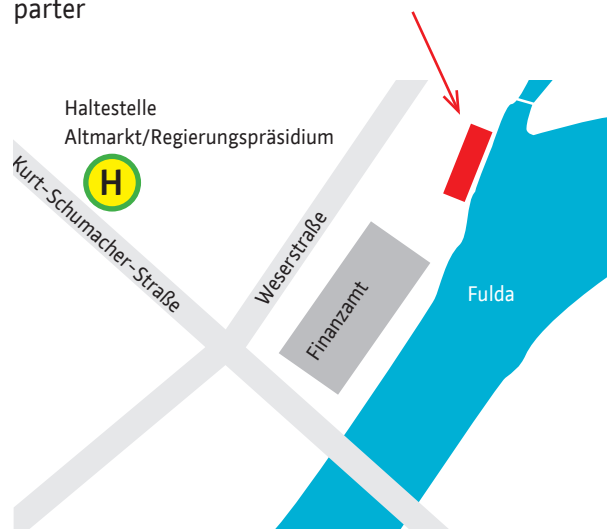 parter
Haltestelle
Altmarkt/Regierungspräsidium
H
Kurt-Schumacher-Straße
Weserstraße
Finanzamt
Fulda